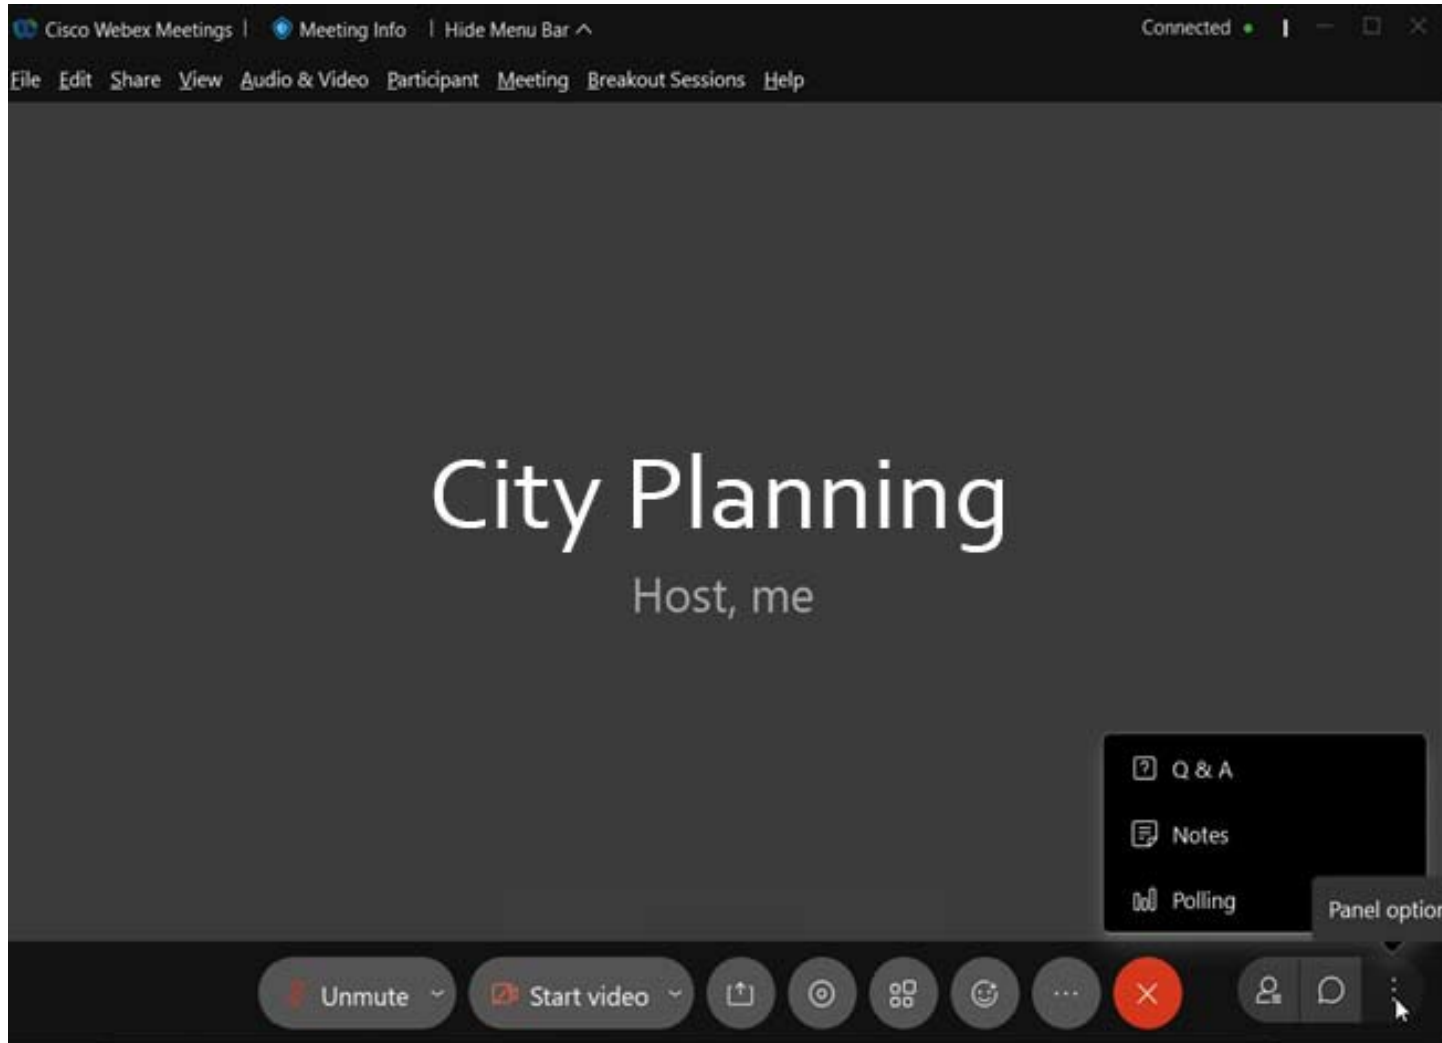 Cisco Webex Meetings | Meeting Info | Hide Menu Bar Connected
File Edit Share View Audio & Video Participant Meeting Breakout Sessions Help
City Planning
Host, me
Q & A
Notes
Polling
Panel option
Unmute Start video